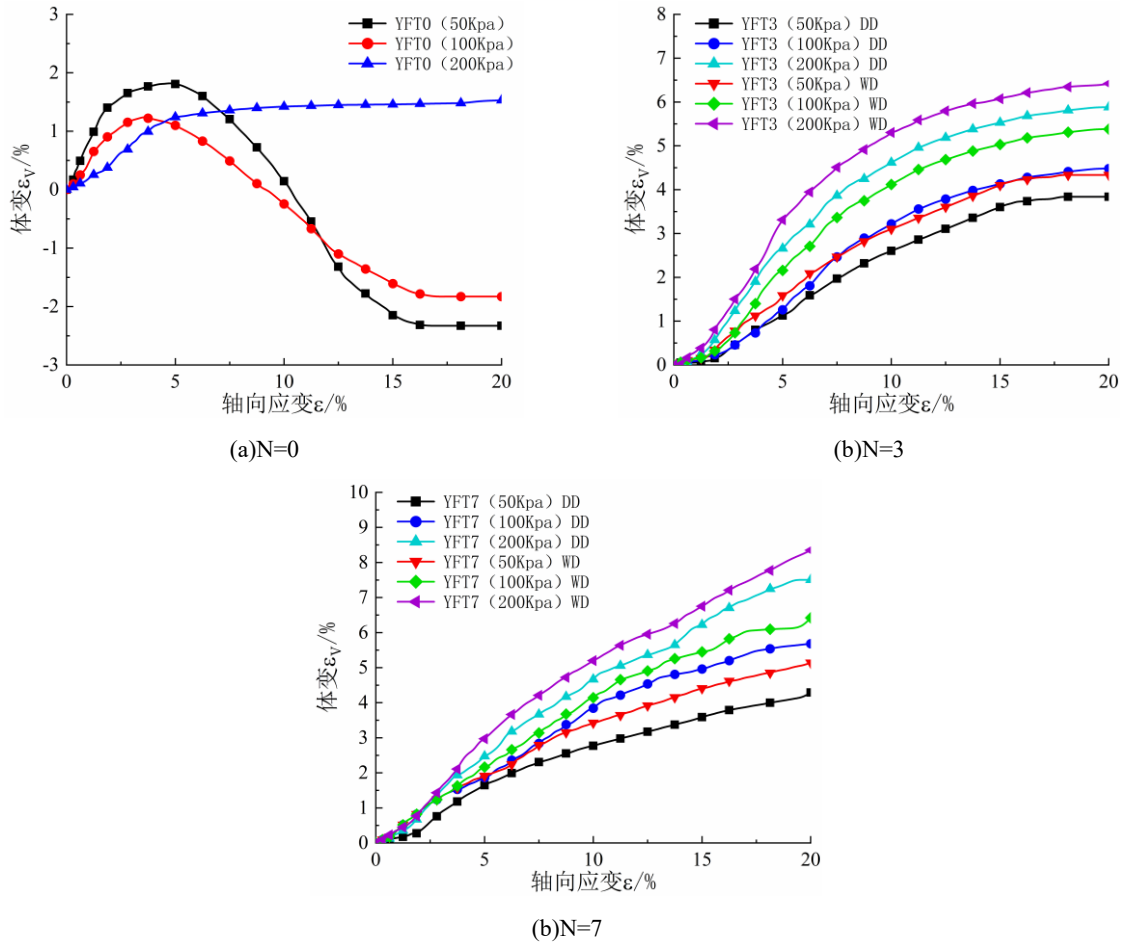 3
2
1
0
-1
-2
-3
0
5
10
15
20
体变ε_V/%
轴向应变ε/%
YFT0（50Kpa）
YFT0（100Kpa）
YFT0（200Kpa）
(a)N=0
8
7
6
5
4
3
2
1
0
0
5
10
15
20
体变ε_V/%
轴向应变ε/%
YFT3（50Kpa）DD
YFT3（100Kpa）DD
YFT3（200Kpa）DD
YFT3（50Kpa）WD
YFT3（100Kpa）WD
YFT3（200Kpa）WD
(b)N=3
10
9
8
7
6
5
4
3
2
1
0
0
5
10
15
20
体变ε_V/%
轴向应变ε/%
YFT7（50Kpa）DD
YFT7（100Kpa）DD
YFT7（200Kpa）DD
YFT7（50Kpa）WD
YFT7（100Kpa）WD
YFT7（200Kpa）WD
(b)N=7